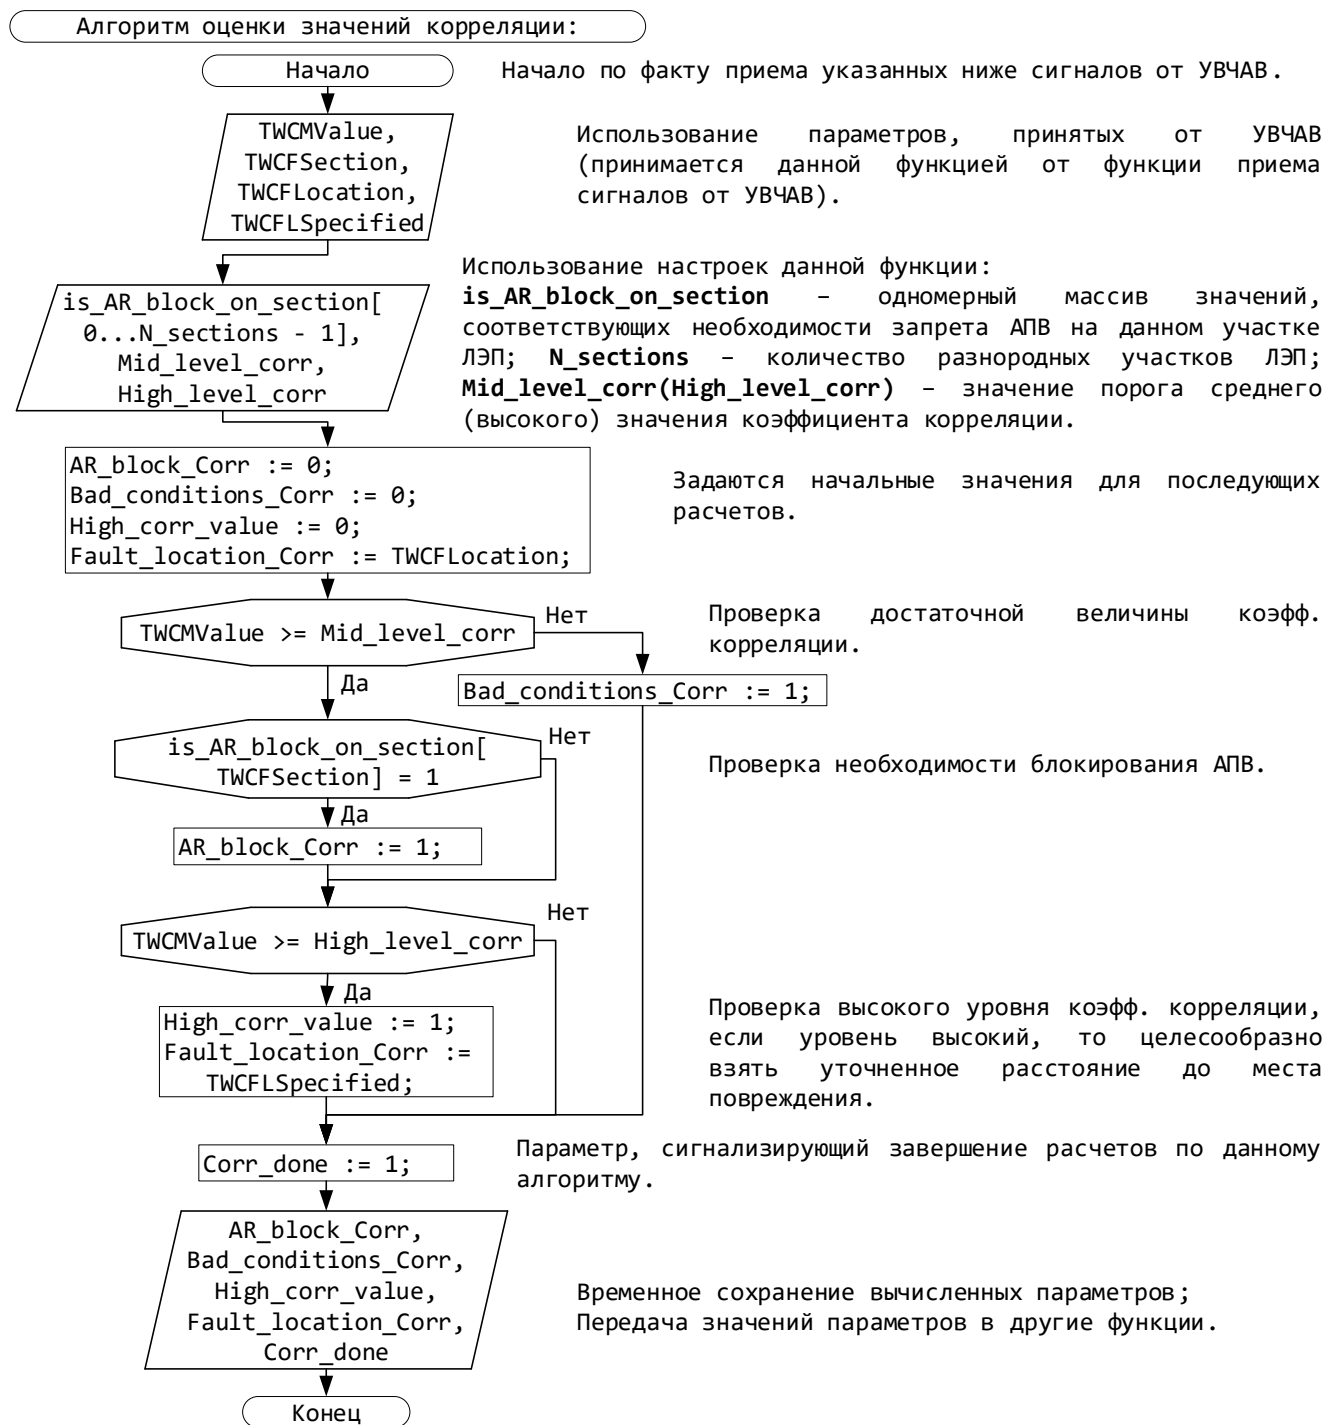 Алгоритм оценки значений корреляции:
Начало
Начало по факту приема указанных ниже сигналов от УВЧАВ.
TWCMValue,
TWCFSection,
TWCFLocation,
TWCFLSpecified
Использование параметров, принятых от УВЧАВ
(принимается данной функцией от функции приема
сигналов от УВЧАВ).
is_AR_block_on_section[
0...N_sections - 1],
Mid_level_corr,
High_level_corr
Использование настроек данной функции:
is_AR_block_on_section – одномерный массив значений,
соответствующих необходимости запрета АПВ на данном участке
ЛЭП; N_sections – количество разнородных участков ЛЭП;
Mid_level_corr(High_level_corr) – значение порога среднего
(высокого) значения коэффициента корреляции.
AR_block_Corr := 0;
Bad_conditions_Corr := 0;
High_corr_value := 0;
Fault_location_Corr := TWCFLocation;
Задаются начальные значения для последующих
расчетов.
TWCMValue >= Mid_level_corr
Нет
Проверка достаточной величины коэфф.
корреляции.
Да
Bad_conditions_Corr := 1;
is_AR_block_on_section[
TWCFSection] = 1
Нет
Проверка необходимости блокирования АПВ.
Да
AR_block_Corr := 1;
TWCMValue >= High_level_corr
Нет
Да
High_corr_value := 1;
Fault_location_Corr :=
TWCFLSpecified;
Проверка высокого уровня коэфф. корреляции,
если уровень высокий, то целесообразно
взять уточненное расстояние до места
повреждения.
Corr_done := 1;
Параметр, сигнализирующий завершение расчетов по данному
алгоритму.
AR_block_Corr,
Bad_conditions_Corr,
High_corr_value,
Fault_location_Corr,
Corr_done
Временное сохранение вычисленных параметров;
Передача значений параметров в другие функции.
Конец